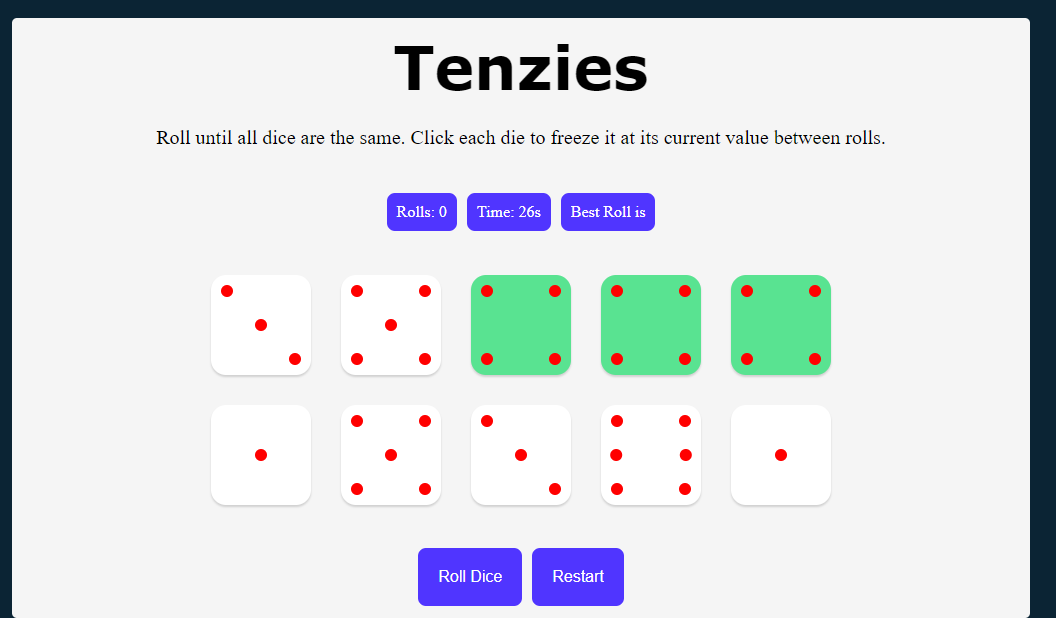 Tenzies
Roll until all dice are the same. Click each die to freeze it at its current value between rolls.
Rolls: 0 Time: 26s Best Roll is
Roll Dice Restart